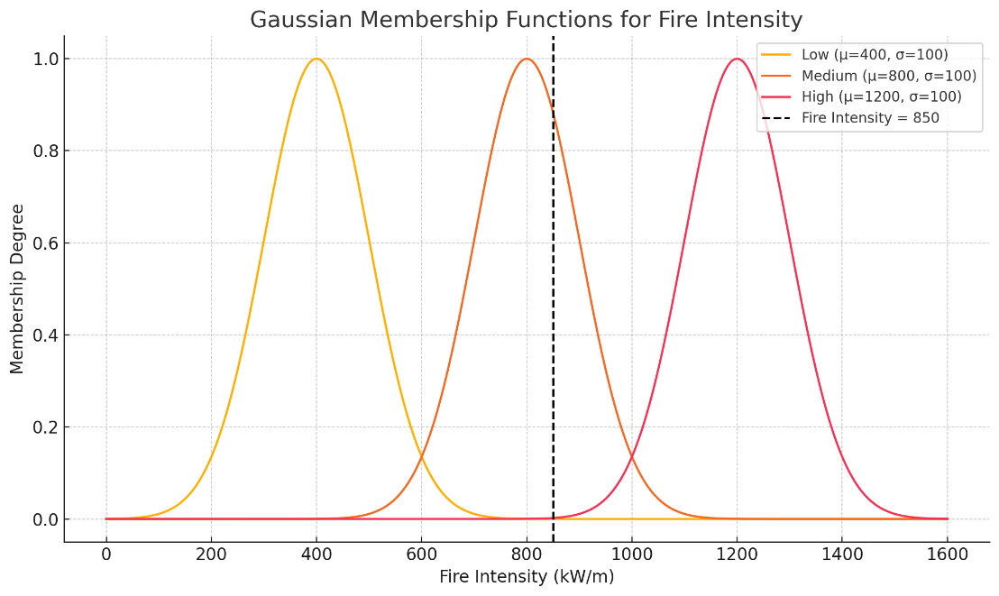 Gaussian Membership Functions for Fire Intensity
Low (μ=400, σ=100)
Medium (μ=800, σ=100)
High (μ=1200, σ=100)
Fire Intensity = 850
Membership Degree
1.0
0.8
0.6
0.4
0.2
0.0
0 200 400 600 800 1000 1200 1400 1600
Fire Intensity (kW/m)